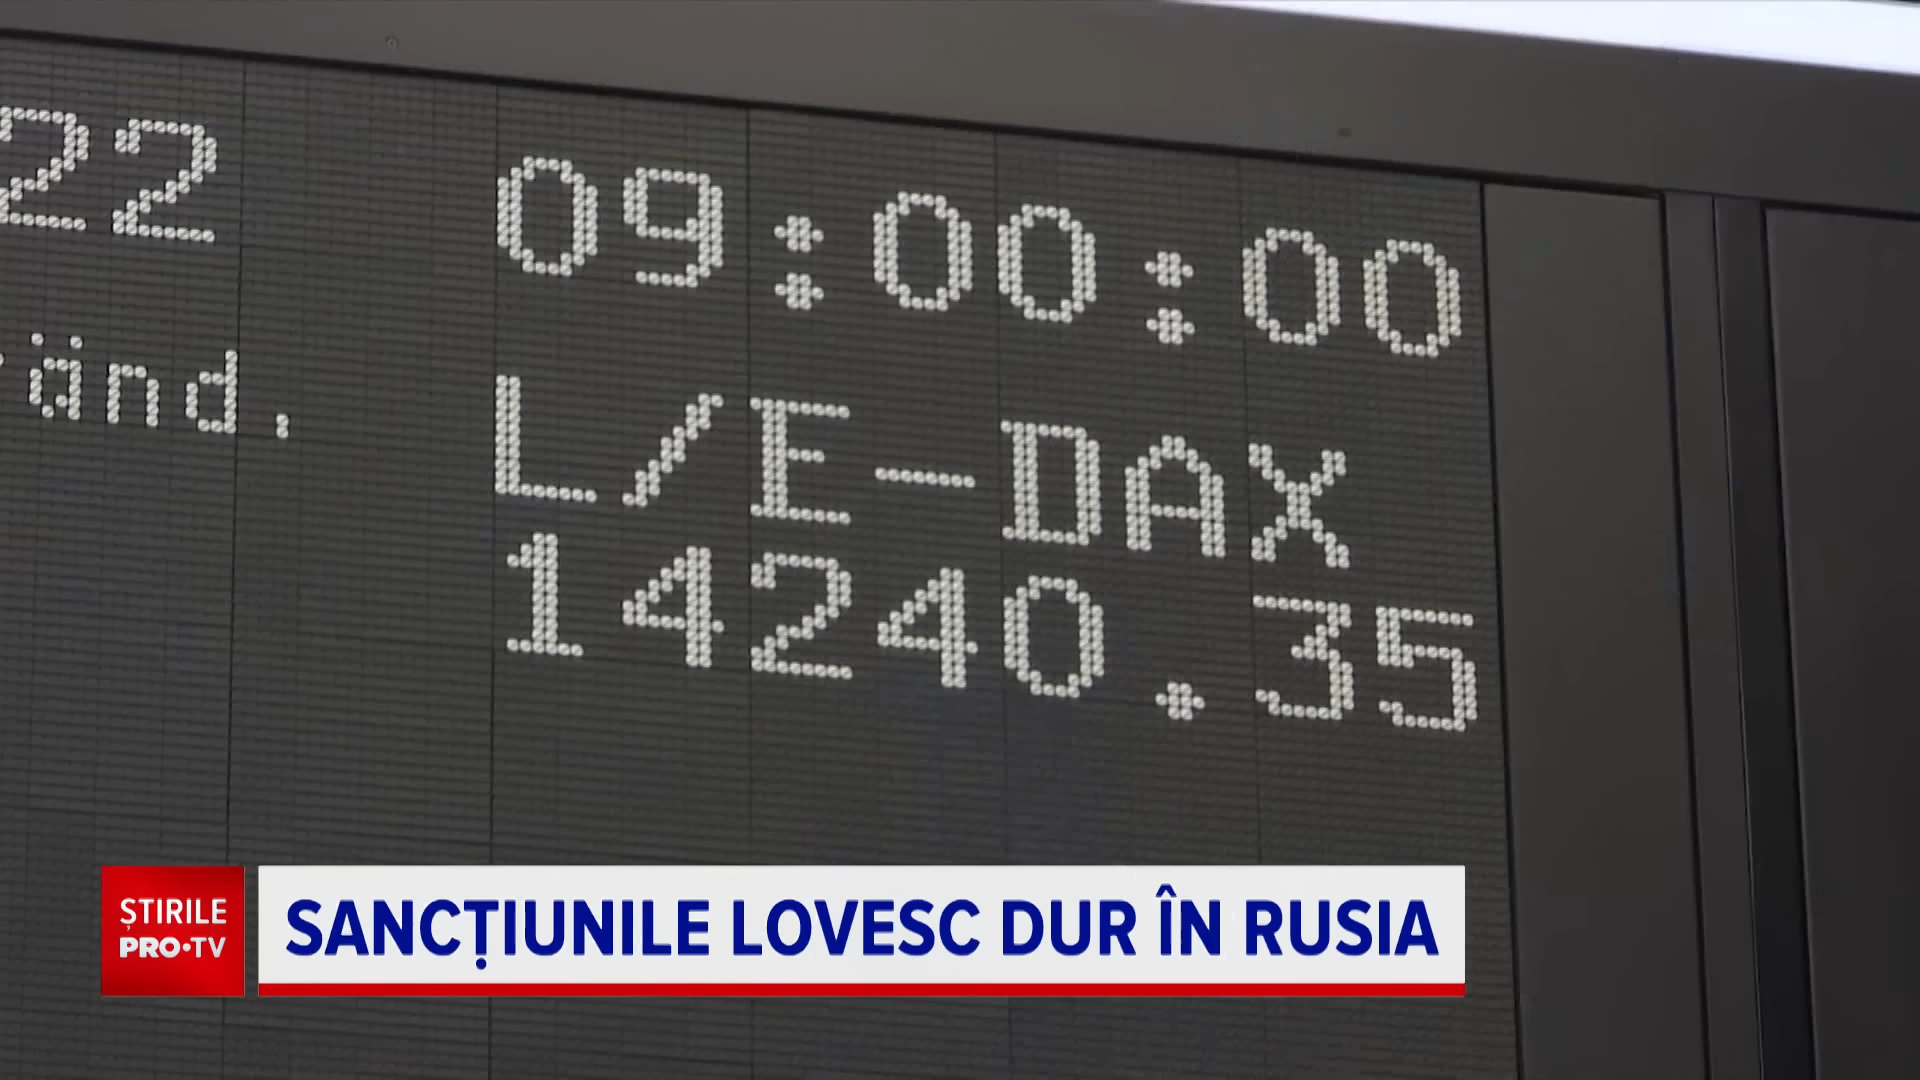 22 09:00:00
änd, L/E-DAX
14240.35
ȘTIRILE
PRO•TV
SANCȚIUNILE LOVESC DUR ÎN RUSIA